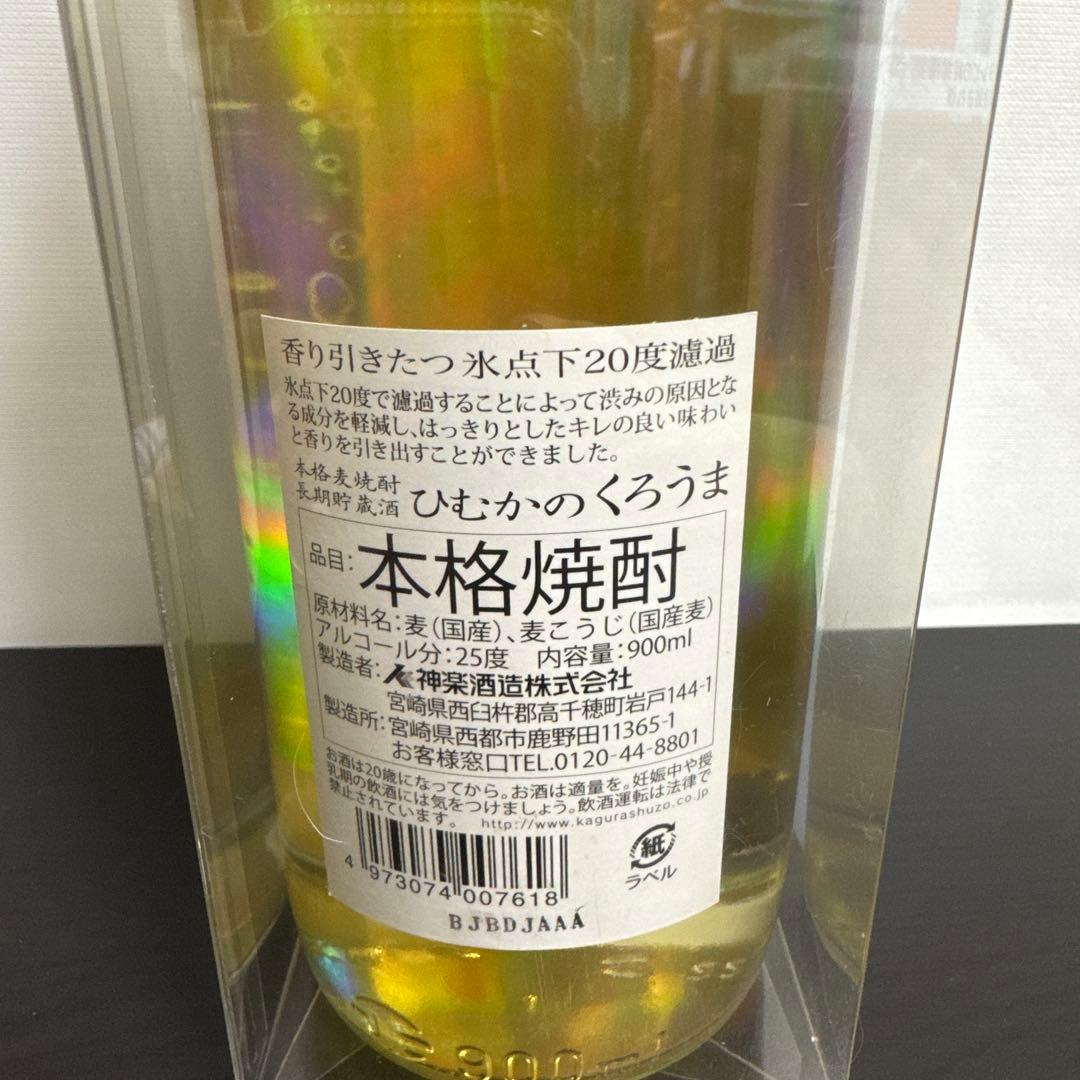 香り引きたつ氷点下20度濾過
氷点下20度で濾過することによって渋みの原因とな
る成分を軽減し、はっきりとしたキレの良い味わい
と香りを引き出すことができました。
本格麦焼酎
長期貯蔵酒 ひむかのくろうま
品目:本格焼酎
原材料名:麦(国産)、麦こうじ(国産麦)
アルコール分:25度 内容量:900ml
製造者: 神楽酒造株式会社
宮崎県西臼杵郡高千穂町岩戸144-1
製造所:宮崎県西都市鹿野田11365-1
お客様窓口TEL.0120-44-8801
お酒は20歳になってから。お酒は適量を。妊娠中や授
乳期の飲酒には気をつけましょう。飲酒運転は法律で
禁止されています。 http://www.kagurashuzo.co.jp
紙
ラベル
4 973074 007618
BJBDJAAA
900ml